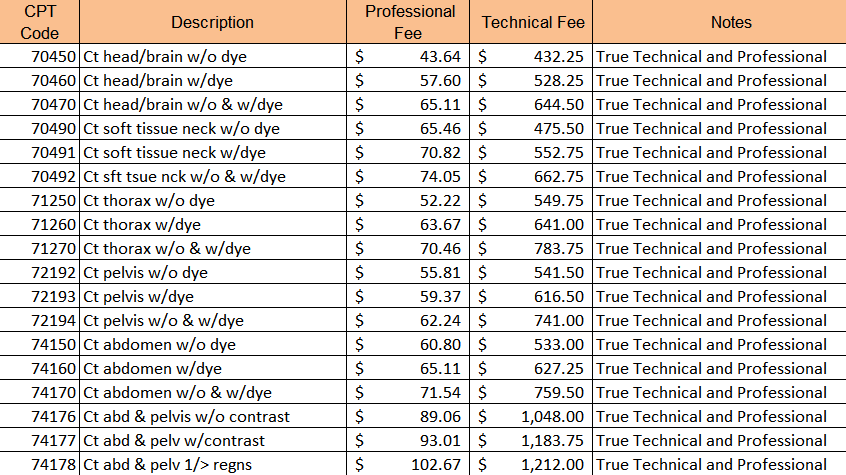 CPT Code Description Professional Fee Technical Fee Notes
70450 Ct head/brain w/o dye $ 43.64 $ 432.25 True Technical and Professional
70460 Ct head/brain w/dye $ 57.60 $ 528.25 True Technical and Professional
70470 Ct head/brain w/o & w/dye $ 65.11 $ 644.50 True Technical and Professional
70490 Ct soft tissue neck w/o dye $ 65.46 $ 475.50 True Technical and Professional
70491 Ct soft tissue neck w/dye $ 70.82 $ 552.75 True Technical and Professional
70492 Ct sft tsue nck w/o & w/dye $ 74.05 $ 662.75 True Technical and Professional
71250 Ct thorax w/o dye $ 52.22 $ 549.75 True Technical and Professional
71260 Ct thorax w/dye $ 63.67 $ 641.00 True Technical and Professional
71270 Ct thorax w/o & w/dye $ 70.46 $ 783.75 True Technical and Professional
72192 Ct pelvis w/o dye $ 55.81 $ 541.50 True Technical and Professional
72193 Ct pelvis w/dye $ 59.37 $ 616.50 True Technical and Professional
72194 Ct pelvis w/o & w/dye $ 62.24 $ 741.00 True Technical and Professional
74150 Ct abdomen w/o dye $ 60.80 $ 533.00 True Technical and Professional
74160 Ct abdomen w/dye $ 65.11 $ 627.25 True Technical and Professional
74170 Ct abdomen w/o & w/dye $ 71.54 $ 759.50 True Technical and Professional
74176 Ct abd & pelvis w/o contrast $ 89.06 $ 1,048.00 True Technical and Professional
74177 Ct abd & pelv w/contrast $ 93.01 $ 1,183.75 True Technical and Professional
74178 Ct abd & pelv 1/> regns $ 102.67 $ 1,212.00 True Technical and Professional